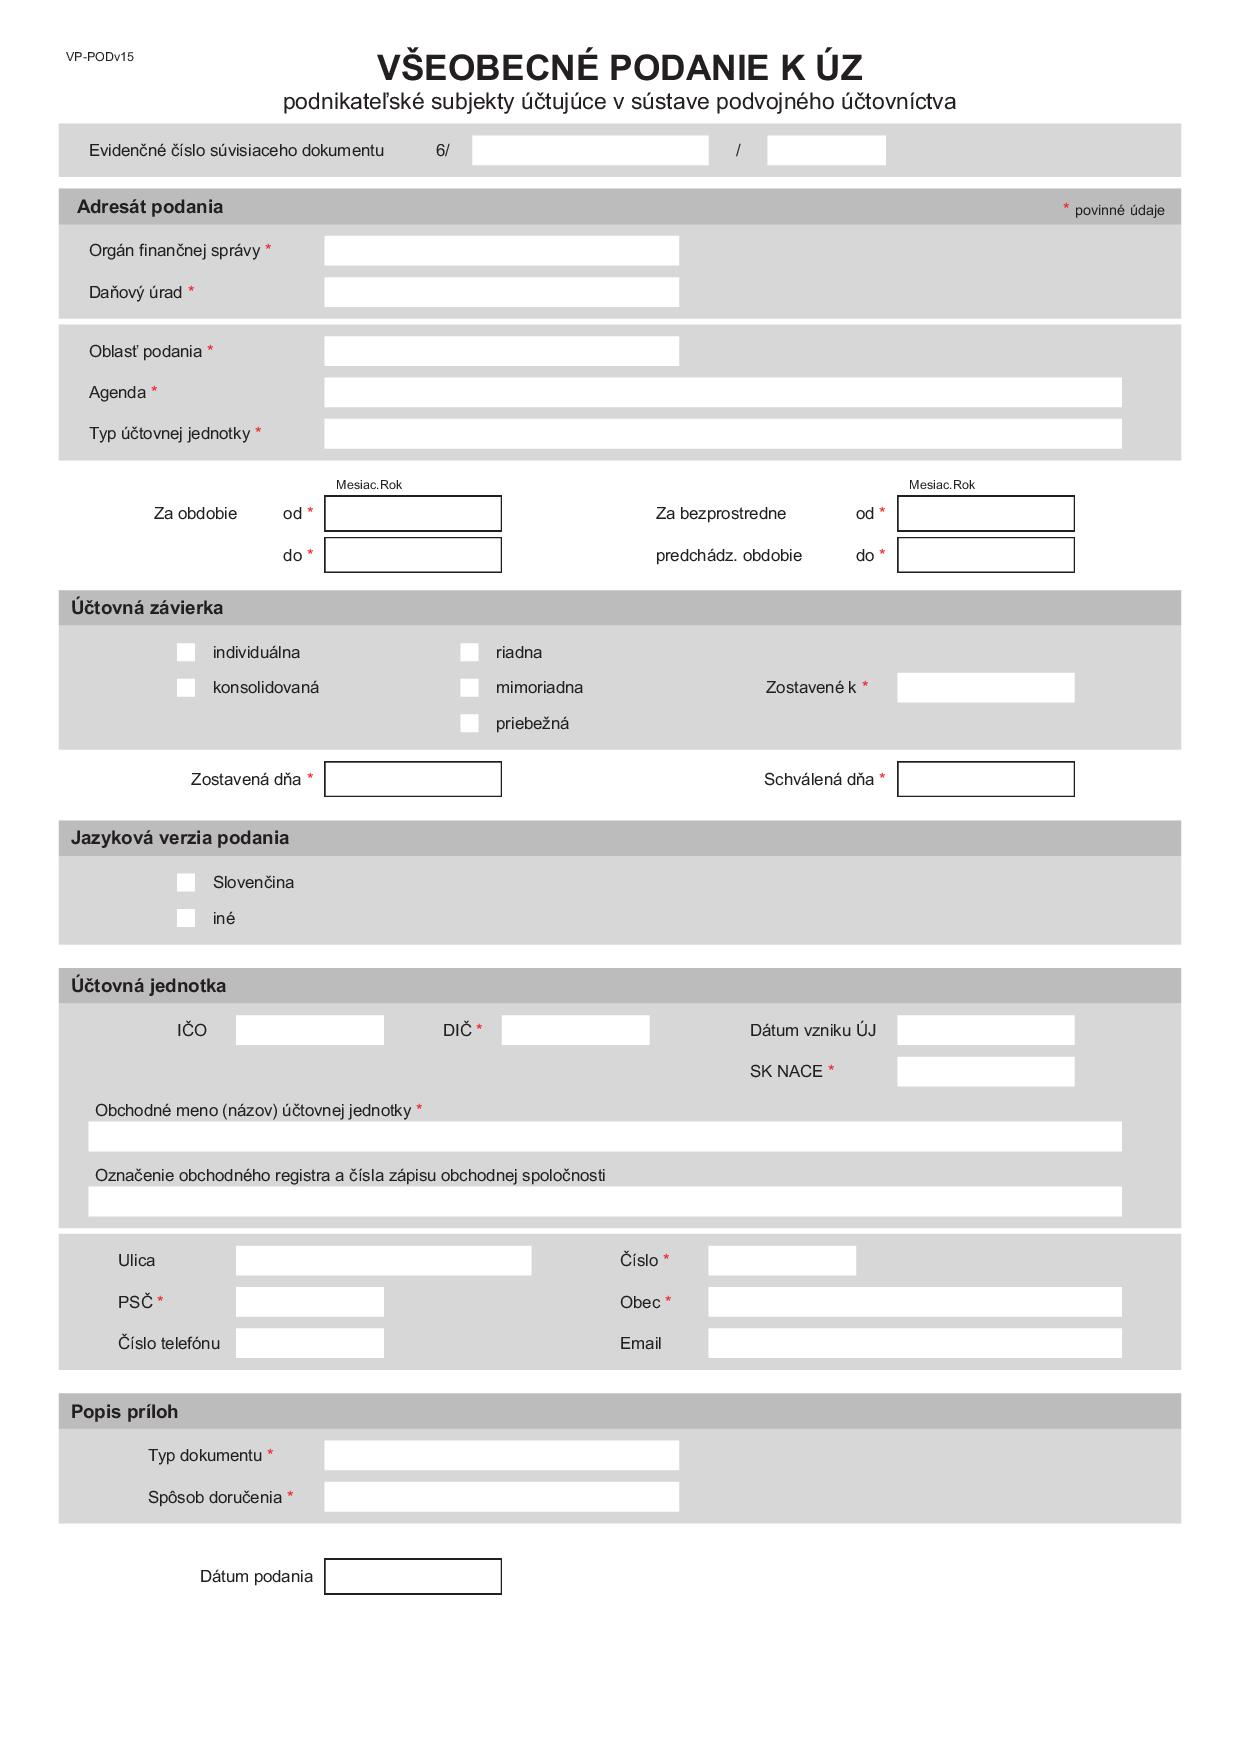 VP-PODv15
VŠEOBECNÉ PODANIE K ÚZ
podnikateľské subjekty účtujúce v sústave podvojného účtovníctva
Evidenčné číslo súvisiaceho dokumentu 6/ /
Adresát podania * povinné údaje
Orgán finančnej správy *
Daňový úrad *
Oblasť podania *
Agenda *
Typ účtovnej jednotky *
Mesiac.Rok Mesiac.Rok
Za obdobie od * Za bezprostredne od *
do * predchádz. obdobie do *
Účtovná závierka
individuálna riadna
konsolidovaná mimoriadna Zostavené k *
priebežná
Zostavená dňa * Schválená dňa *
Jazyková verzia podania
Slovenčina
iné
Účtovná jednotka
IČO DIČ * Dátum vzniku ÚJ
SK NACE *
Obchodné meno (názov) účtovnej jednotky *
Označenie obchodného registra a čísla zápisu obchodnej spoločnosti
Ulica Číslo *
PSČ * Obec *
Číslo telefónu Email
Popis príloh
Typ dokumentu *
Spôsob doručenia *
Dátum podania